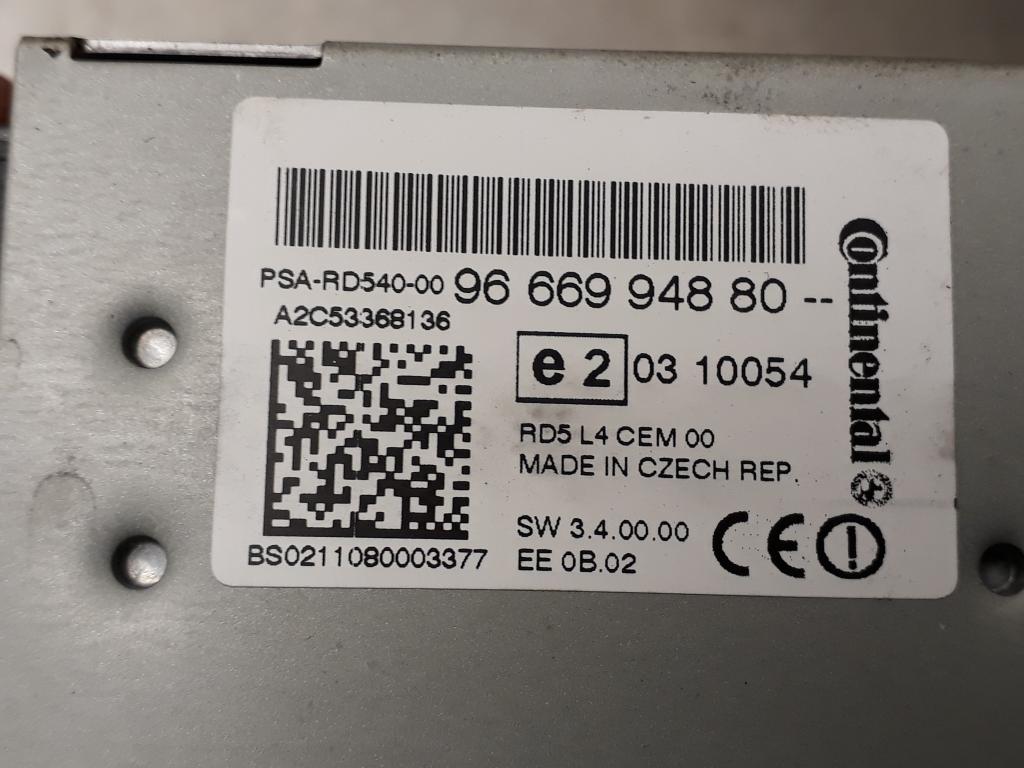 PSA-RD540-00 96 669 948 80 --
A2C53368136
e 2 03 10054
RD5 L4 CEM 00
MADE IN CZECH REP.
SW 3.4.00.00
EE 0B.02
BS0211080003377
CE
Continental